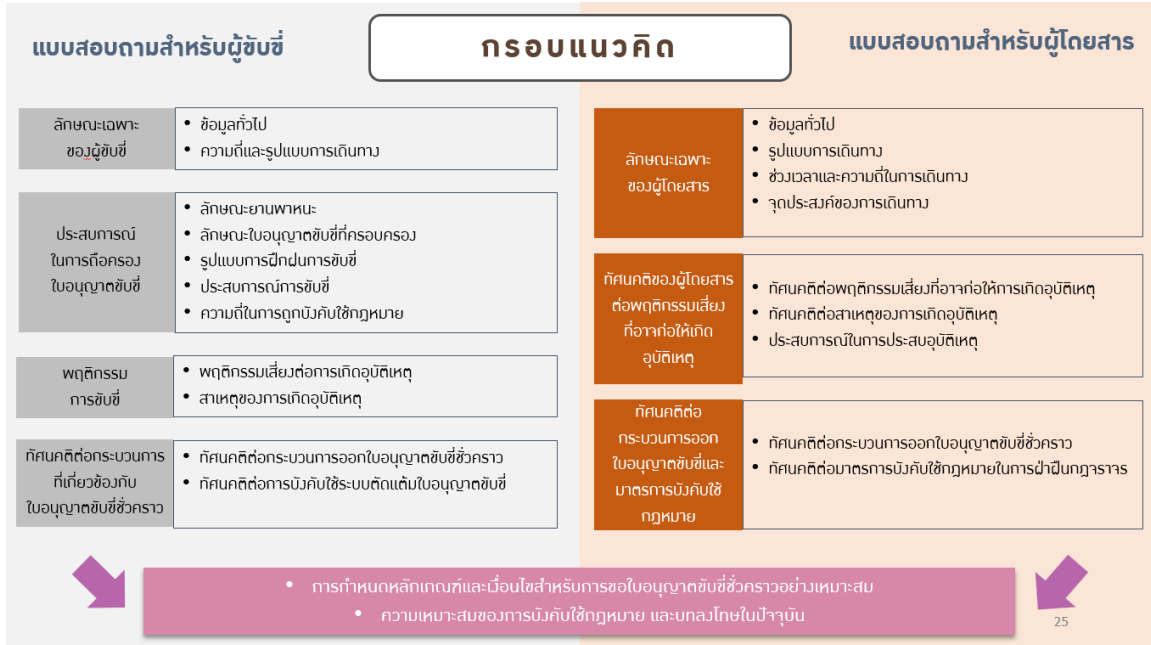 แบบสอบถามสำหรับผู้ขับขี่
กรอบแนวคิด
แบบสอบถามสำหรับผู้โดยสาร
ลักษณะเฉพาะ
ของผู้ขับขี่
• ข้อมูลทั่วไป
• ความถี่และรูปแบบการเดินทาง
ประสบการณ์
ในการถือครอง
ใบอนุญาตขับขี่
• ลักษณะยานพาหนะ
• ลักษณะใบอนุญาตขับขี่ที่ครอบครอง
• รูปแบบการฝึกฝนการขับขี่
• ประสบการณ์การขับขี่
• ความถี่ในการถูกบังคับใช้กฎหมาย
พฤติกรรม
การขับขี่
• พฤติกรรมเสี่ยงต่อการเกิดอุบัติเหตุ
• สาเหตุของการเกิดอุบัติเหตุ
ทัศนคติต่อกระบวนการ
ที่เกี่ยวข้องกับ
ใบอนุญาตขับขี่ชั่วคราว
• ทัศนคติต่อกระบวนการออกใบอนุญาตขับขี่ชั่วคราว
• ทัศนคติต่อการบังคับใช้ระบบตัดแต้มใบอนุญาตขับขี่
ลักษณะเฉพาะ
ของผู้โดยสาร
• ข้อมูลทั่วไป
• รูปแบบการเดินทาง
• ช่วงเวลาและความถี่ในการเดินทาง
• จุดประสงค์ของการเดินทาง
ทัศนคติของผู้โดยสาร
ต่อพฤติกรรมเสี่ยง
ที่อาจก่อให้เกิด
อุบัติเหตุ
• ทัศนคติต่อพฤติกรรมเสี่ยงที่อาจก่อให้การเกิดอุบัติเหตุ
• ทัศนคติต่อสาเหตุของการเกิดอุบัติเหตุ
• ประสบการณ์ในการประสบอุบัติเหตุ
ทัศนคติต่อ
กระบวนการออก
ใบอนุญาตขับขี่และ
มาตรการบังคับใช้
กฎหมาย
• ทัศนคติต่อกระบวนการออกใบอนุญาตขับขี่ชั่วคราว
• ทัศนคติต่อมาตรการบังคับใช้กฎหมายในการฝ่าฝืนกฎจราจร
• การกำหนดหลักเกณฑ์และเงื่อนไขสำหรับการขอใบอนุญาตขับขี่ชั่วคราวอย่างเหมาะสม
• ความเหมาะสมของการบังคับใช้กฎหมาย และบทลงโทษในปัจจุบัน
25